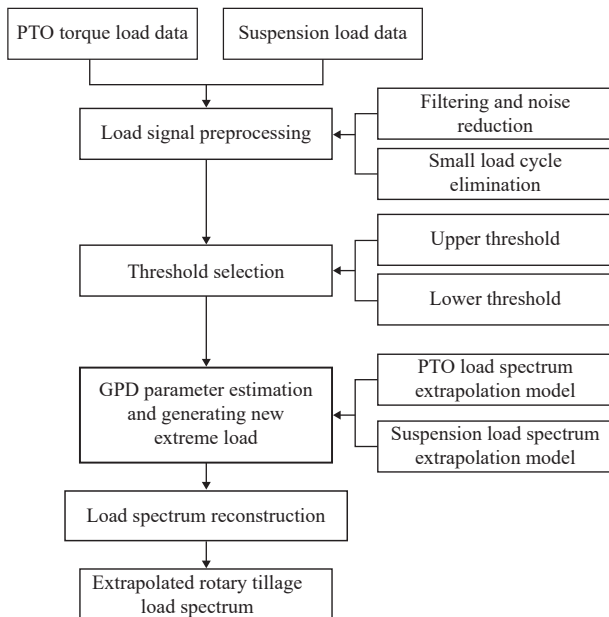 PTO torque load data
Suspension load data
Load signal preprocessing
Filtering and noise
reduction
Small load cycle
elimination
Threshold selection
Upper threshold
Lower threshold
GPD parameter estimation
and generating new
extreme load
PTO load spectrum
extrapolation model
Suspension load spectrum
extrapolation model
Load spectrum reconstruction
Extrapolated rotary tillage
load spectrum